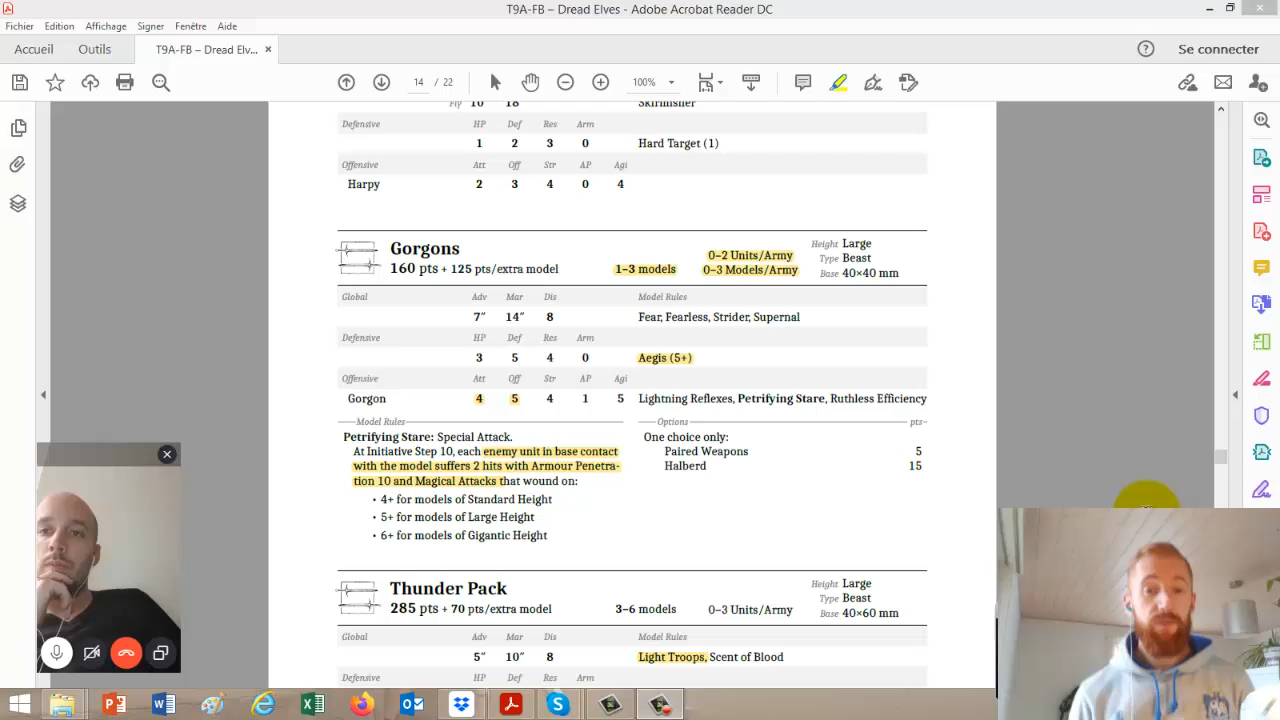 T9A-FB – Dread Elves - Adobe Acrobat Reader DC
Fichier Edition Affichage Signer Fenêtre Aide
Accueil Outils T9A-FB – Dread Elv... × ? Se connecter
14 / 22 100%
Fly 10 18 Skirmisher
Defensive HP Def Res Arm
1 2 3 0 Hard Target (1)
Offensive Att Off Str AP Agi
Harpy 2 3 4 0 4
Gorgons
160 pts + 125 pts/extra model
1–3 models
0–2 Units/Army
0–3 Models/Army
Height Large
Type Beast
Base 40×40 mm
Global Adv Mar Dis Model Rules
7″ 14″ 8 Fear, Fearless, Strider, Supernal
Defensive HP Def Res Arm
3 5 4 0 Aegis (5+)
Offensive Att Off Str AP Agi
Gorgon 4 5 4 1 5 Lightning Reflexes, Petrifying Stare, Ruthless Efficiency
Model Rules
Petrifying Stare: Special Attack.
At Initiative Step 10, each enemy unit in base contact
with the model suffers 2 hits with Armour Penetra-
tion 10 and Magical Attacks that wound on:
• 4+ for models of Standard Height
• 5+ for models of Large Height
• 6+ for models of Gigantic Height
Options pts
One choice only:
Paired Weapons 5
Halberd 15
Thunder Pack
285 pts + 70 pts/extra model
3–6 models
0–3 Units/Army
Height Large
Type Beast
Base 40×60 mm
Global Adv Mar Dis Model Rules
5″ 10″ 8 Light Troops, Scent of Blood
Defensive HP Def Res Arm